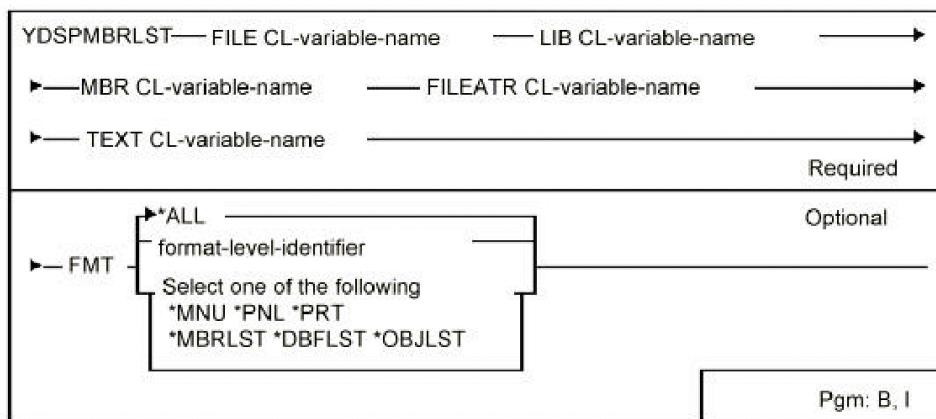 YDSPMBRLST FILE CL-variable-name LIB CL-variable-name
MBR CL-variable-name FILEATR CL-variable-name
TEXT CL-variable-name
Required
*ALL Optional
format-level-identifier
FMT
Select one of the following
*MNU *PNL *PRT
*MBRLST *DBFLST *OBJLST
Pgm: B, I